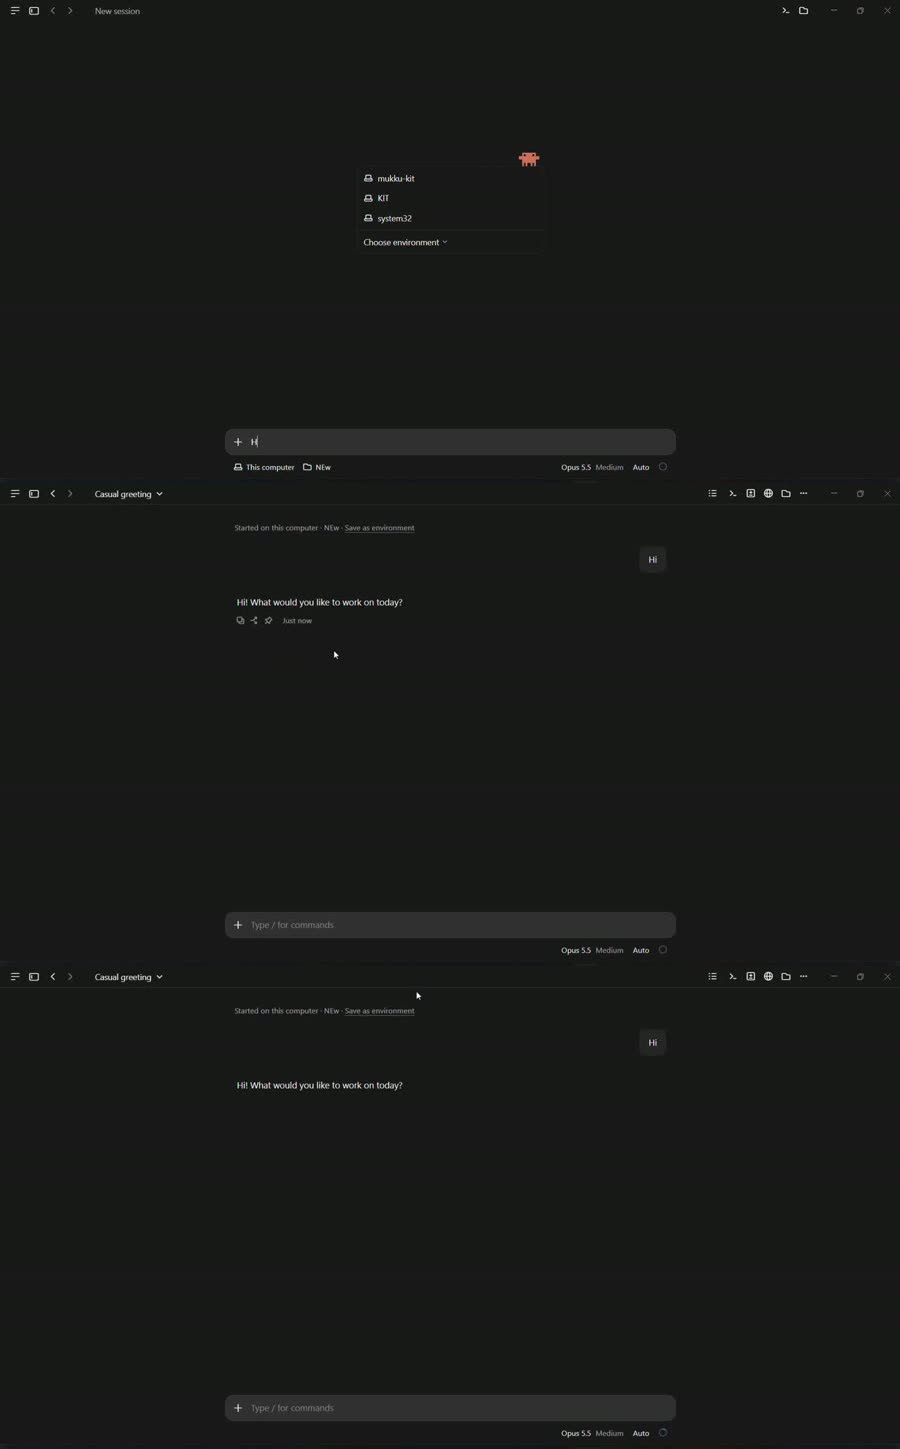 New session
mukku-kit
KIT
system32
Choose environment
H
This computer NEw
Opus 5.5 Medium Auto
Casual greeting
Started on this computer · NEw · Save as environment
Hi
Hi! What would you like to work on today?
Just now
Type / for commands
Opus 5.5 Medium Auto
Casual greeting
Started on this computer · NEw · Save as environment
Hi
Hi! What would you like to work on today?
Type / for commands
Opus 5.5 Medium Auto